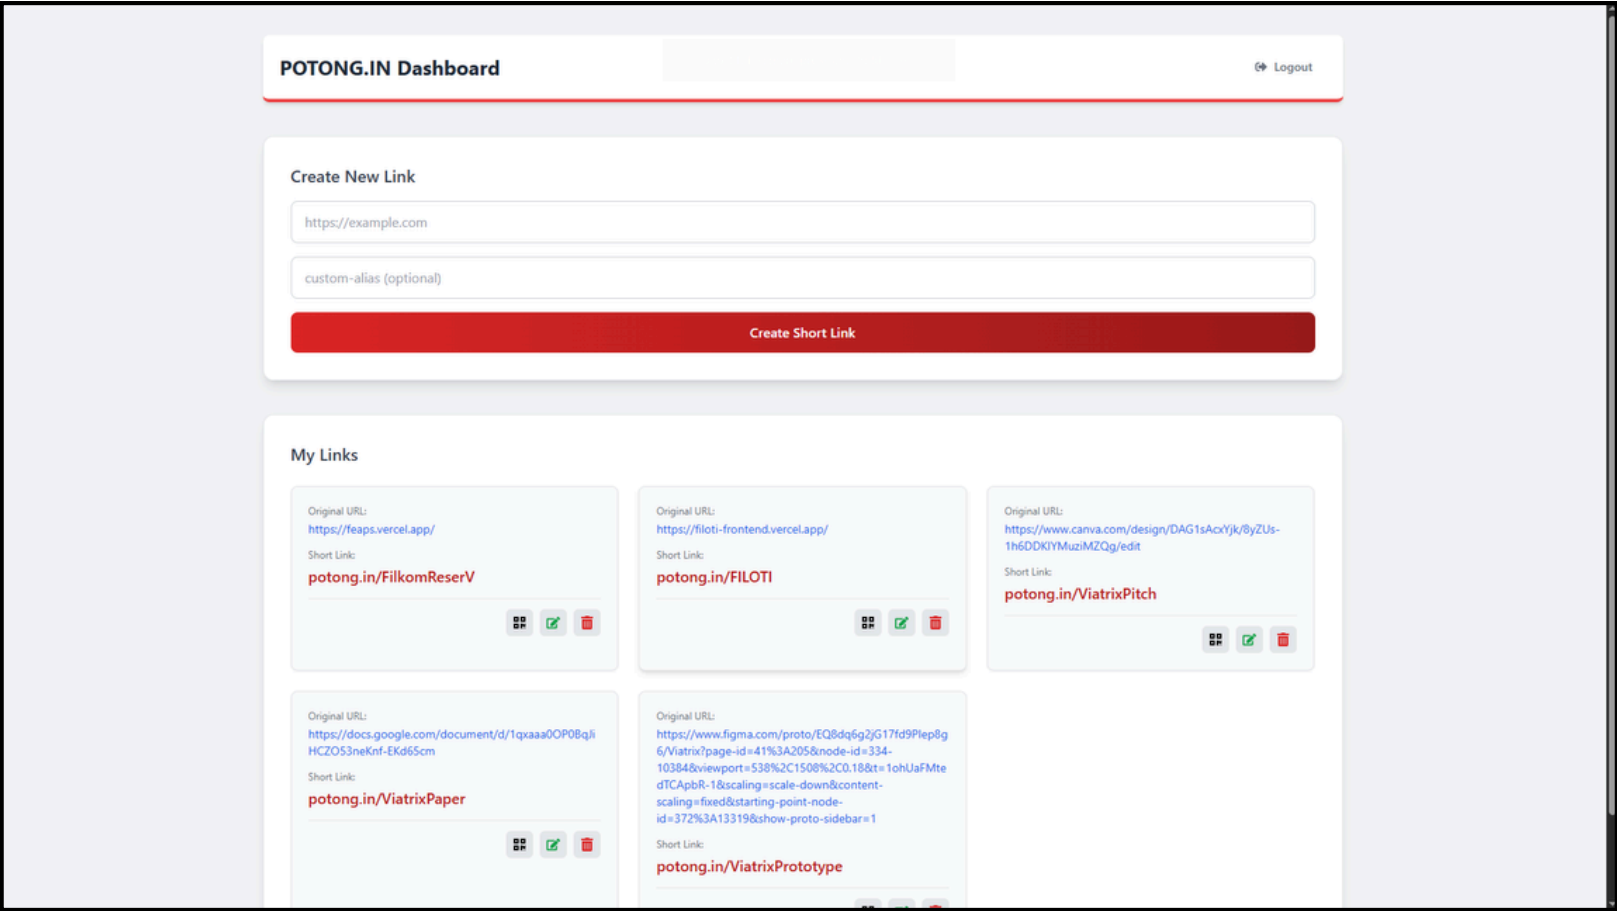 POTONG.IN Dashboard
Logout
Create New Link
https://example.com
custom-alias (optional)
Create Short Link
My Links
Original URL:
https://feaps.vercel.app/
Short Link:
potong.in/FilkomReserV
Original URL:
https://filoti-frontend.vercel.app/
Short Link:
potong.in/FILOTI
Original URL:
https://www.canva.com/design/DAG1sAcxYjk/8yZUs-
1h6DDKIYMuziMZQg/edit
Short Link:
potong.in/ViatrixPitch
Original URL:
https://docs.google.com/document/d/1qxaaa0OP0BqJi
HCZO53neKnf-EKd65cm
Short Link:
potong.in/ViatrixPaper
Original URL:
https://www.figma.com/proto/EQ8dq6g2jG17fd9Plep8g
6/Viatrix?page-id=41%3A205&node-id=334-
10384&viewport=538%2C1508%2C0.18&t=1ohUaFMte
dTCApbR-1&scaling=scale-down&content-
scaling=fixed&starting-point-node-
id=372%3A13319&show-proto-sidebar=1
Short Link:
potong.in/ViatrixPrototype